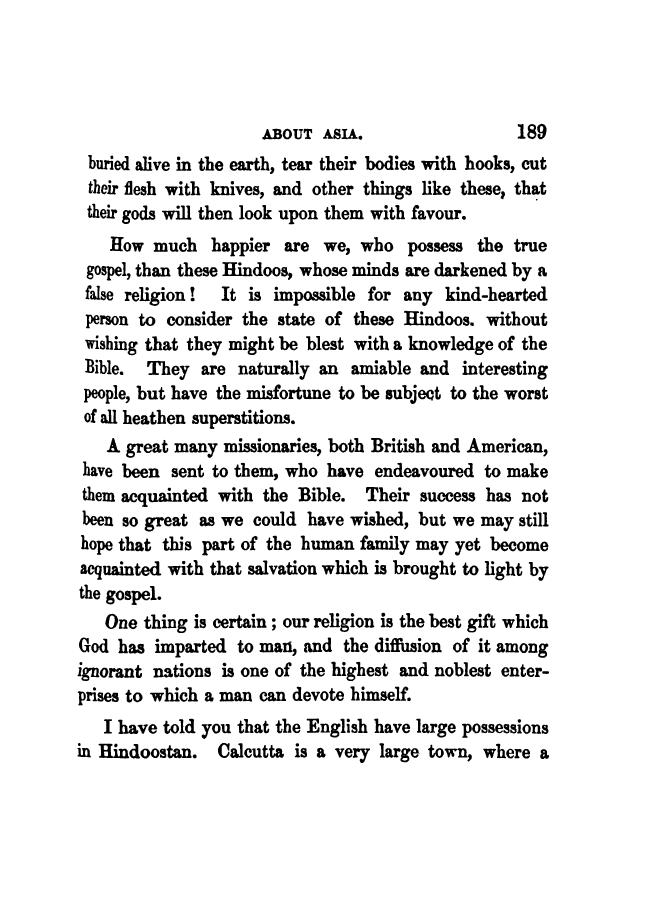 ABOUT ASIA. 189
buried alive in the earth, tear their bodies with hooks, cut
their flesh with knives, and other things like these, that
their gods will then look upon them with favour.
How much happier are we, who possess the true
gospel, than these Hindoos, whose minds are darkened by a
false religion! It is impossible for any kind-hearted
person to consider the state of these Hindoos. without
wishing that they might be blest with a knowledge of the
Bible. They are naturally an amiable and interesting
people, but have the misfortune to be subject to the worst
of all heathen superstitions.
A great many missionaries, both British and American,
have been sent to them, who have endeavoured to make
them acquainted with the Bible. Their success has not
been so great as we could have wished, but we may still
hope that this part of the human family may yet become
acquainted with that salvation which is brought to light by
the gospel.
One thing is certain; our religion is the best gift which
God has imparted to man, and the diffusion of it among
ignorant nations is one of the highest and noblest enter-
prises to which a man can devote himself.
I have told you that the English have large possessions
in Hindoostan. Calcutta is a very large town, where a